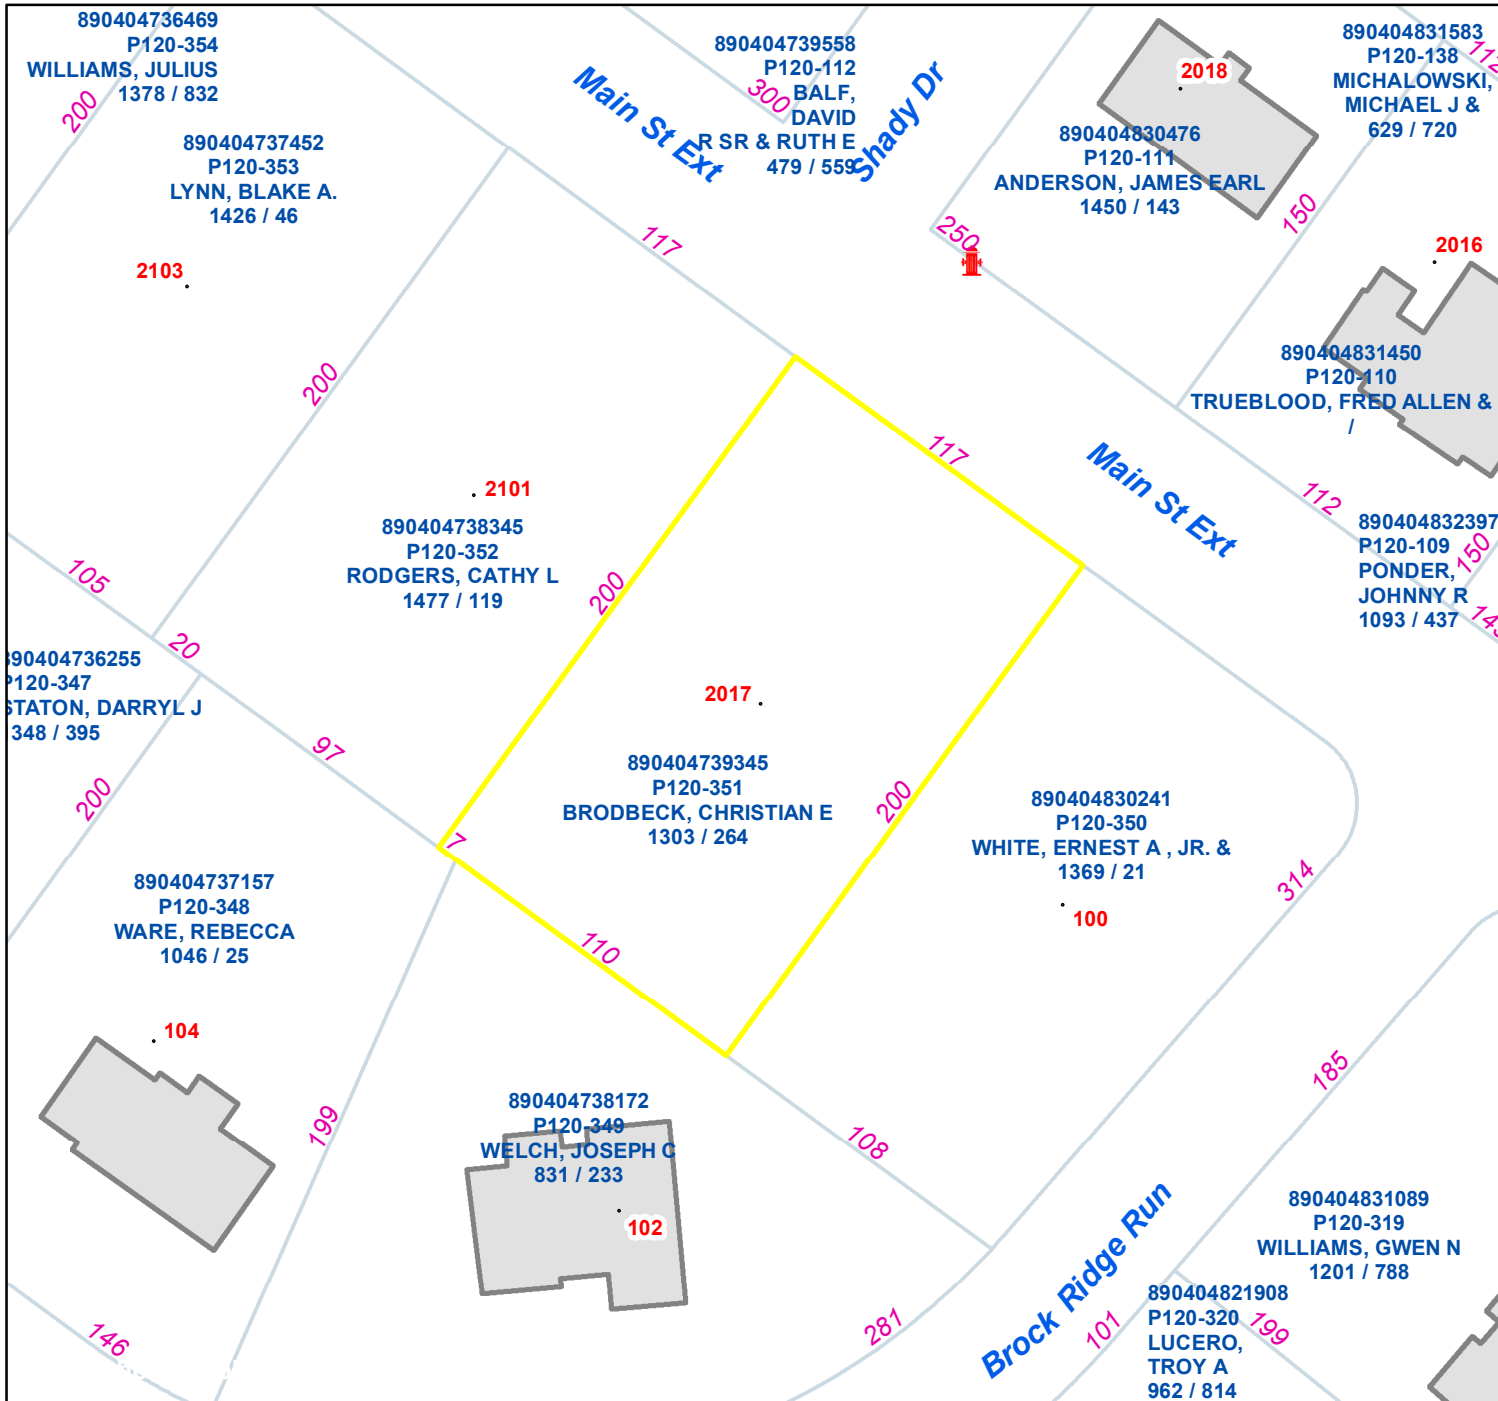 890404736469
P120-354
WILLIAMS, JULIUS
1378 / 832
200
890404737452
P120-353
LYNN, BLAKE A.
1426 / 46
2103
Main St Ext
890404739558
P120-112
BALF,
DAVID
R SR & RUTH E
479 / 559
300
Shady Dr
2018
890404830476
P120-111
ANDERSON, JAMES EARL
1450 / 143
890404831583
P120-138
MICHALOWSKI,
MICHAEL J &
629 / 720
112
150
250
117
2016
890404831450
P120-110
TRUEBLOOD, FRED ALLEN &
/
200
117
Main St Ext
112
890404832397
P120-109
PONDER,
JOHNNY R
1093 / 437
150
2101
890404738345
P120-352
RODGERS, CATHY L
1477 / 119
200
105
20
90404736255
P120-347
STATON, DARRYL J
348 / 395
97
200
2017
890404739345
P120-351
BRODBECK, CHRISTIAN E
1303 / 264
200
7
110
890404830241
P120-350
WHITE, ERNEST A , JR. &
1369 / 21
100
314
890404737157
P120-348
WARE, REBECCA
1046 / 25
104
199
890404738172
P120-349
WELCH, JOSEPH C
831 / 233
102
108
185
Brock Ridge Run
890404831089
P120-319
WILLIAMS, GWEN N
1201 / 788
890404821908
P120-320
LUCERO,
TROY A
962 / 814
199
101
281
146